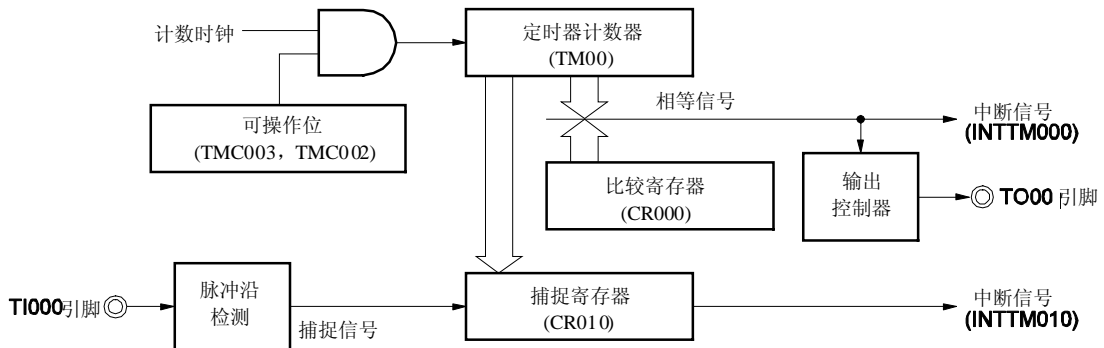 计数时钟
定时器计数器
(TM00)
可操作位
(TMC003，TMC002)
相等信号
中断信号
(INTTM000)
比较寄存器
(CR000)
输出
控制器
TO00 引脚
TI000引脚
脉冲沿
检测
捕捉信号
捕捉寄存器
(CR010)
中断信号
(INTTM010)